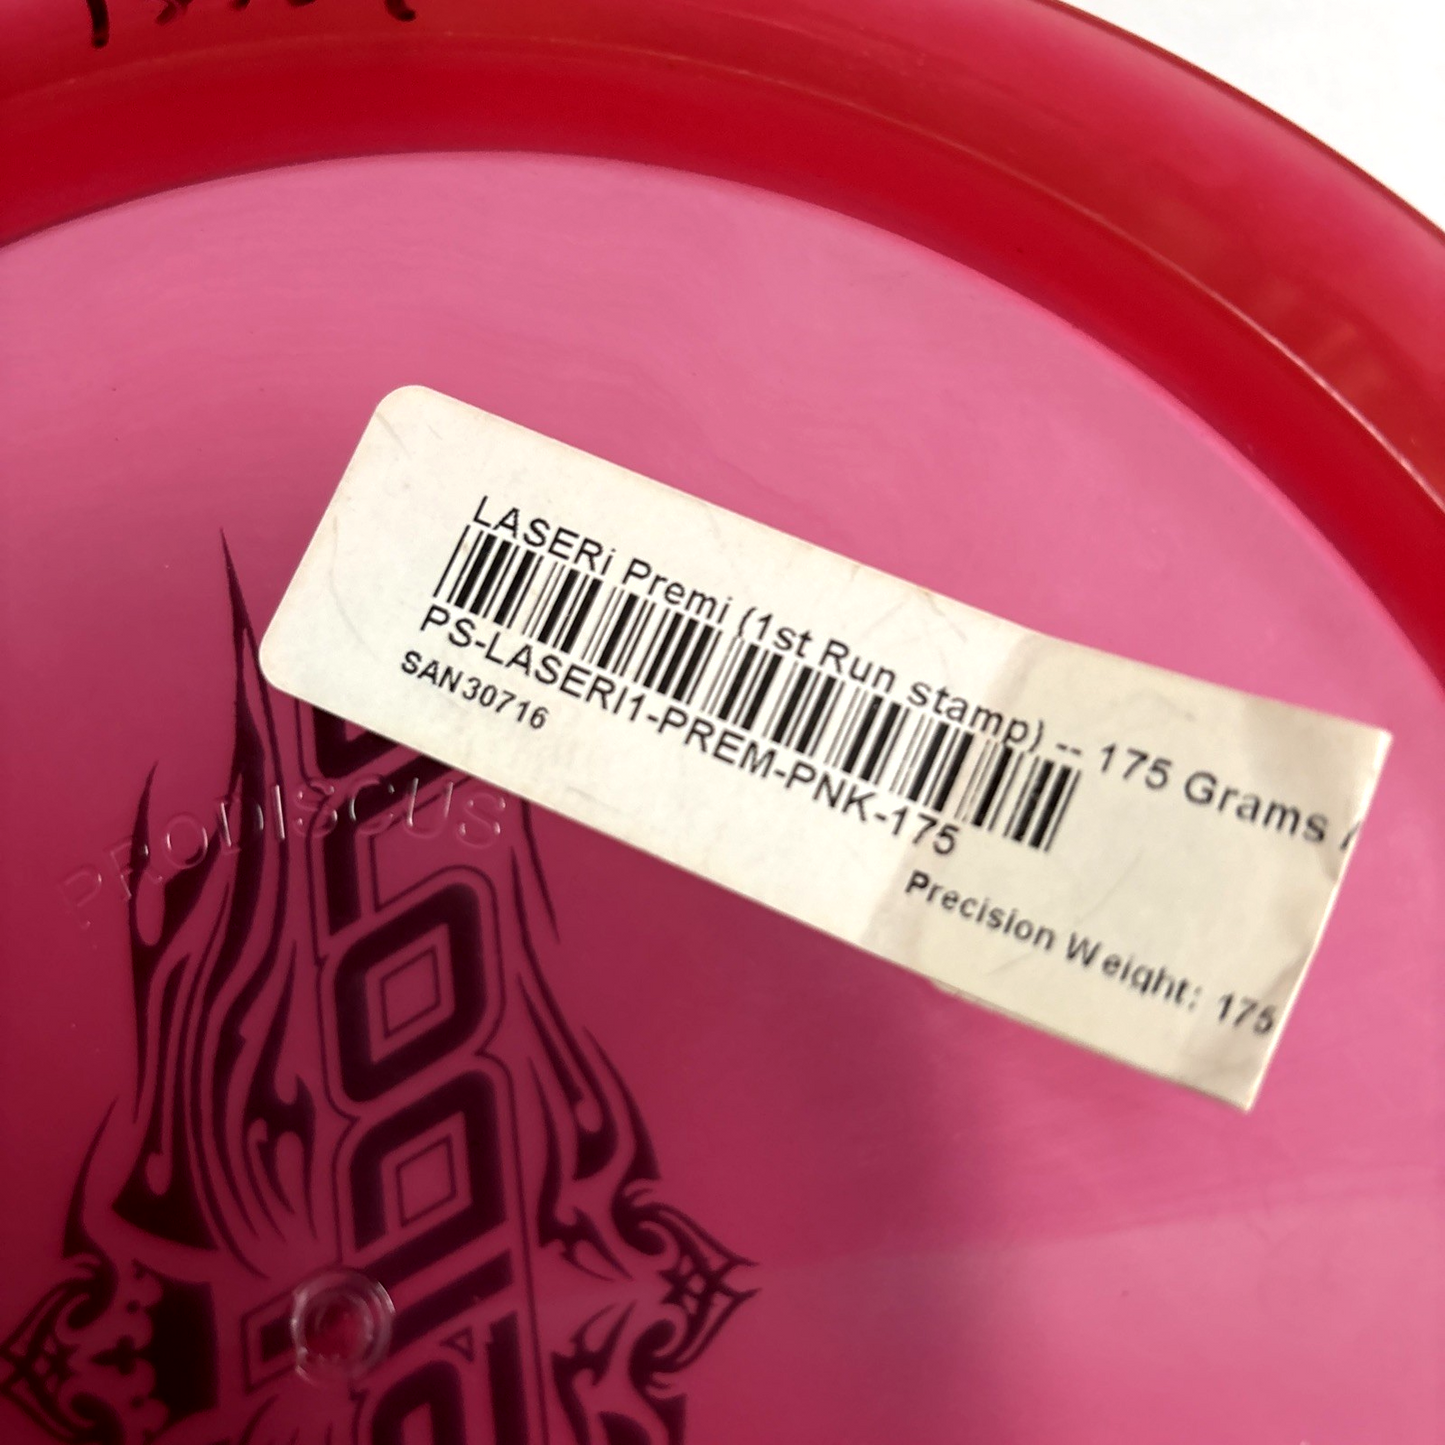 LASERi Premi (1st Run stamp) -- 175 Grams /
PS-LASERI1-PREM-PNK-175
SAN30716
Precision Weight: 175
PRODISCUS